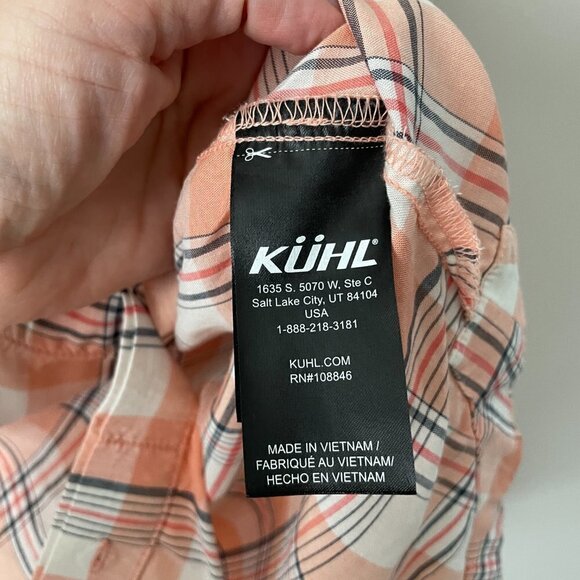 KÜHL®
1635 S. 5070 W, Ste C
Salt Lake City, UT 84104
USA
1-888-218-3181
KUHL.COM
RN#108846
MADE IN VIETNAM /
FABRIQUÉ AU VIETNAM/
HECHO EN VIETNAM